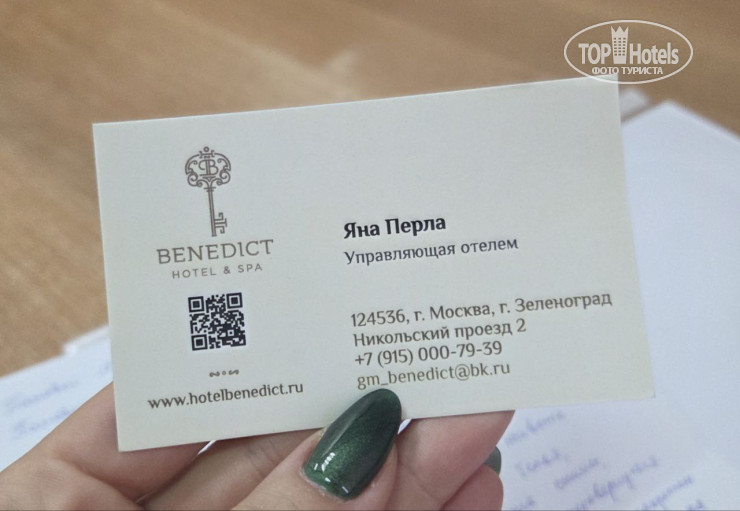 TOP Hotels
ФОТО ТУРИСТА
BENEDICT
HOTEL & SPA
www.hotelbenedict.ru
Яна Перла
Управляющая отелем
124536, г. Москва, г. Зеленоград
Никольский проезд 2
+7 (915) 000-79-39
gm_benedict@bk.ru